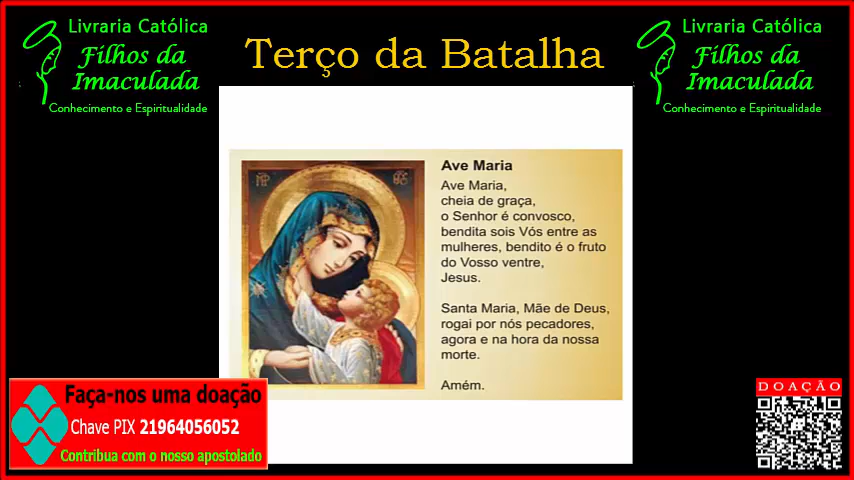 Livraria Católica
Filhos da
Imaculada
Conhecimento e Espiritualidade
Terço da Batalha
Livraria Católica
Filhos da
Imaculada
Conhecimento e Espiritualidade
Ave Maria
Ave Maria,
cheia de graça,
o Senhor é convosco,
bendita sois Vós entre as
mulheres, bendito é o fruto
do Vosso ventre,
Jesus.
Santa Maria, Mãe de Deus,
rogai por nós pecadores,
agora e na hora da nossa
morte.
Amém.
Faça-nos uma doação
Chave PIX 21964056052
Contribua com o nosso apostolado
DOAÇÃO